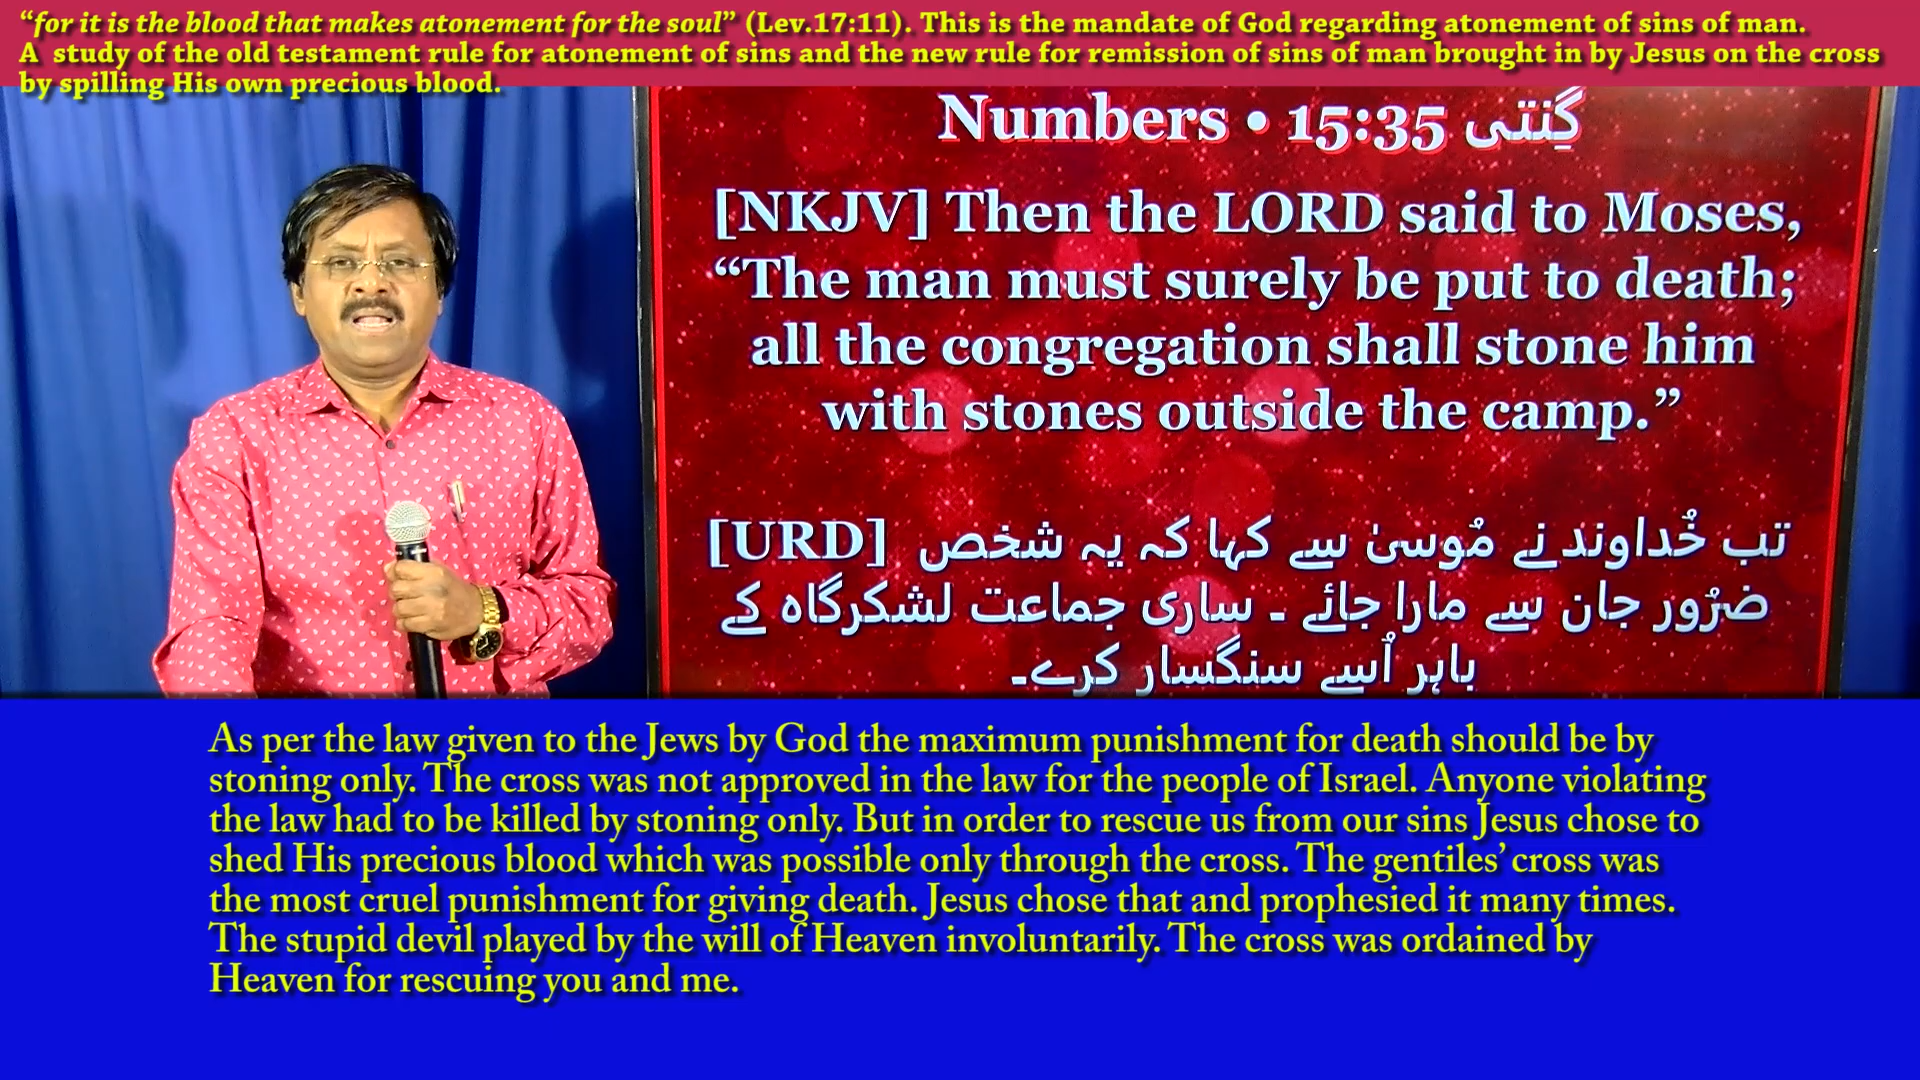 “for it is the blood that makes atonement for the soul” (Lev.17:11). This is the mandate of God regarding atonement of sins of man.
A study of the old testament rule for atonement of sins and the new rule for remission of sins of man brought in by Jesus on the cross
by spilling His own precious blood.
Numbers • 15:35 گِنتی
[NKJV] Then the LORD said to Moses,
“The man must surely be put to death;
all the congregation shall stone him
with stones outside the camp.”
[URD] تب خُداوند نے مُوسیٰ سے کہا کہ یہ شخص
ضرُور جان سے مارا جائے ۔ ساری جماعت لشکرگاہ کے
باہر اُسے سنگسار کرے۔
As per the law given to the Jews by God the maximum punishment for death should be by
stoning only. The cross was not approved in the law for the people of Israel. Anyone violating
the law had to be killed by stoning only. But in order to rescue us from our sins Jesus chose to
shed His precious blood which was possible only through the cross. The gentiles’ cross was
the most cruel punishment for giving death. Jesus chose that and prophesied it many times.
The stupid devil played by the will of Heaven involuntarily. The cross was ordained by
Heaven for rescuing you and me.